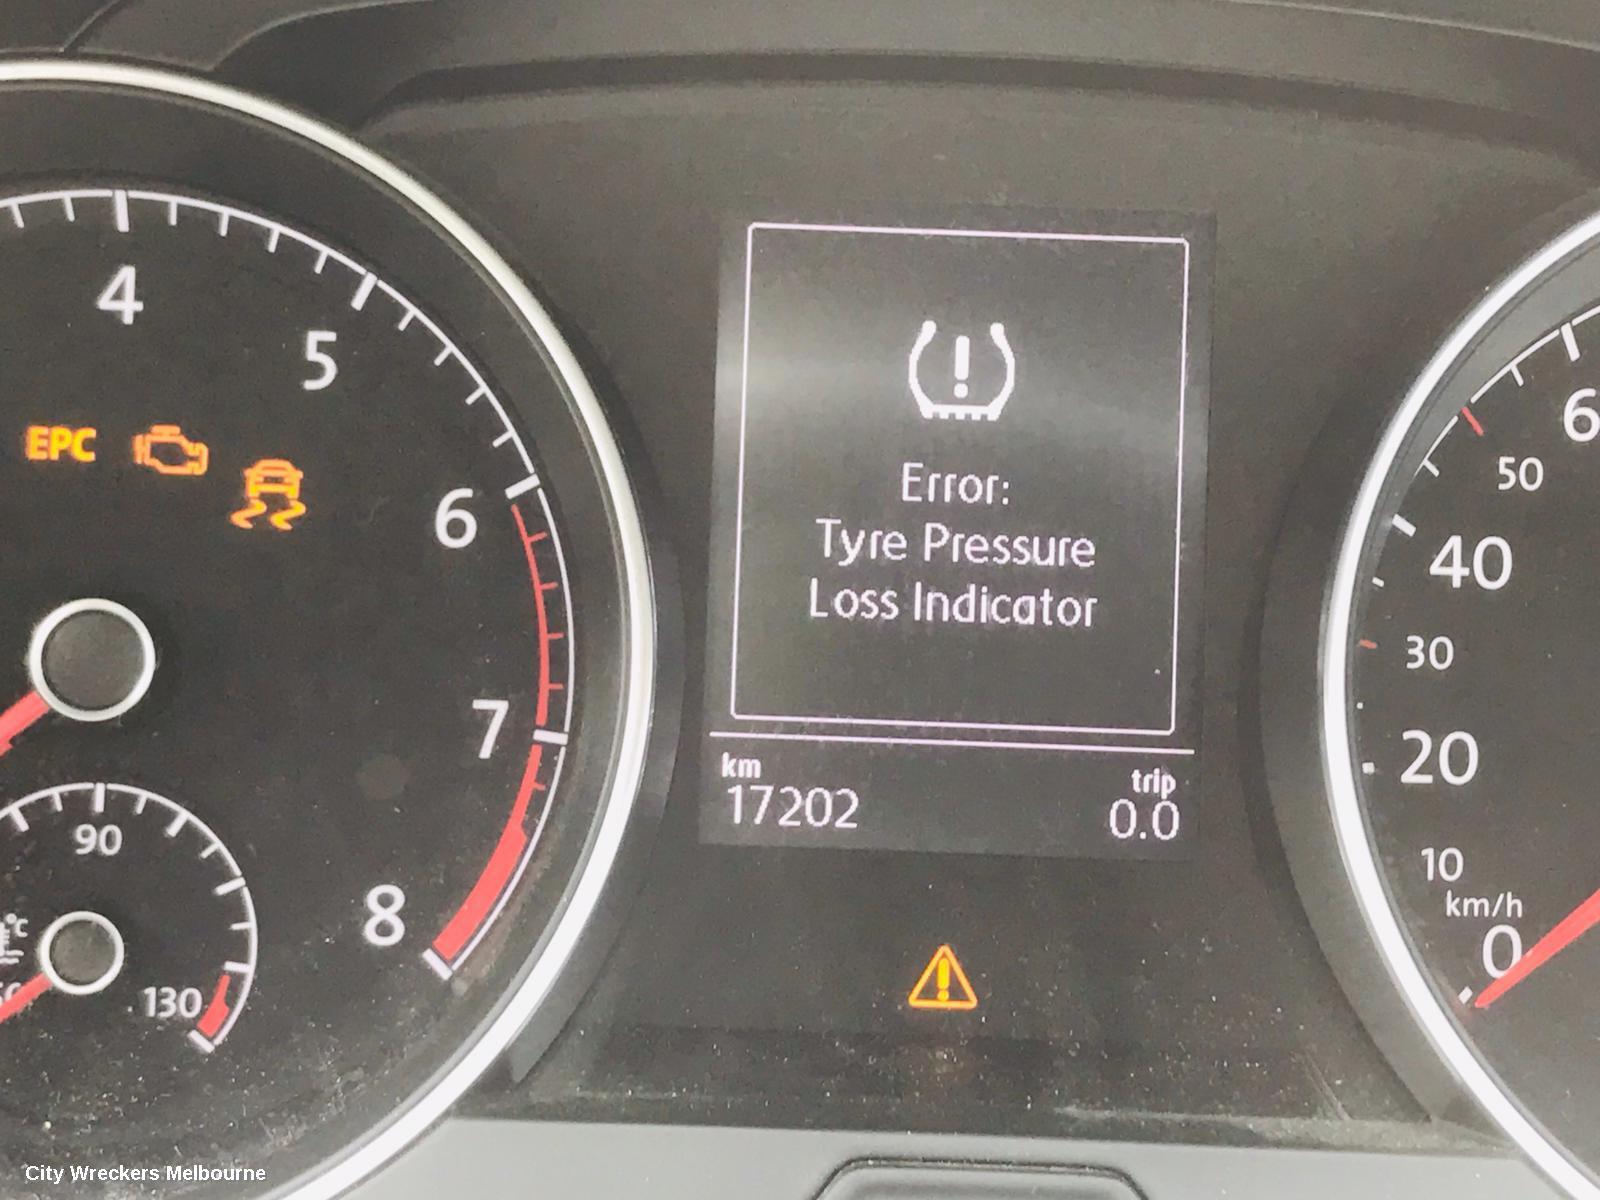 4
5
EPC
6
7
8
90
130
°C
Error:
Tyre Pressure
Loss Indicator
km
trip
17202
0.0
6
50
40
30
20
10
km/h
0
City Wreckers Melbourne